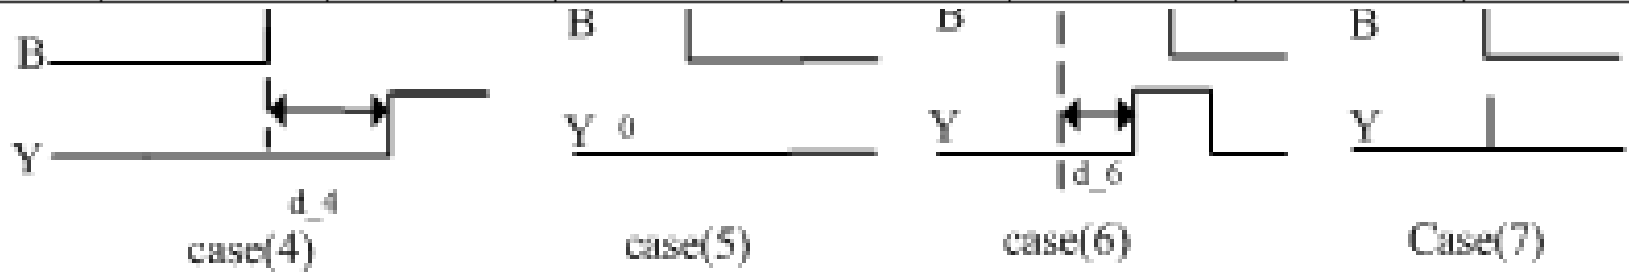 B B B B
Y Y 0 Y Y
d_4 d_6
case(4) case(5) case(6) Case(7)